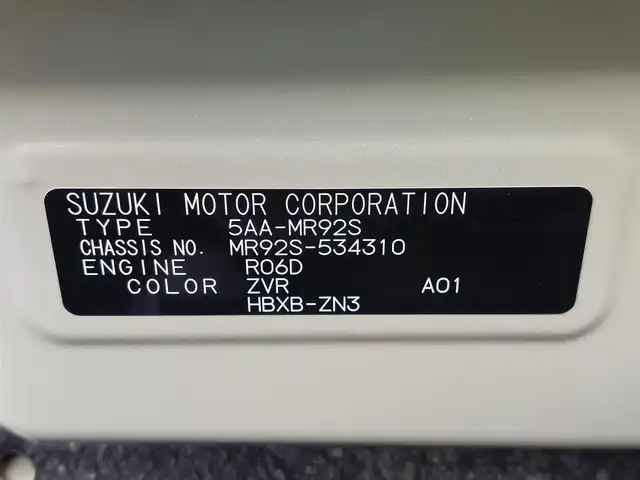 SUZUKI MOTOR CORPORATION
TYPE 5AA-MR92S
CHASSIS NO. MR92S-534310
ENGINE R06D
COLOR ZVR A01
HBXB-ZN3